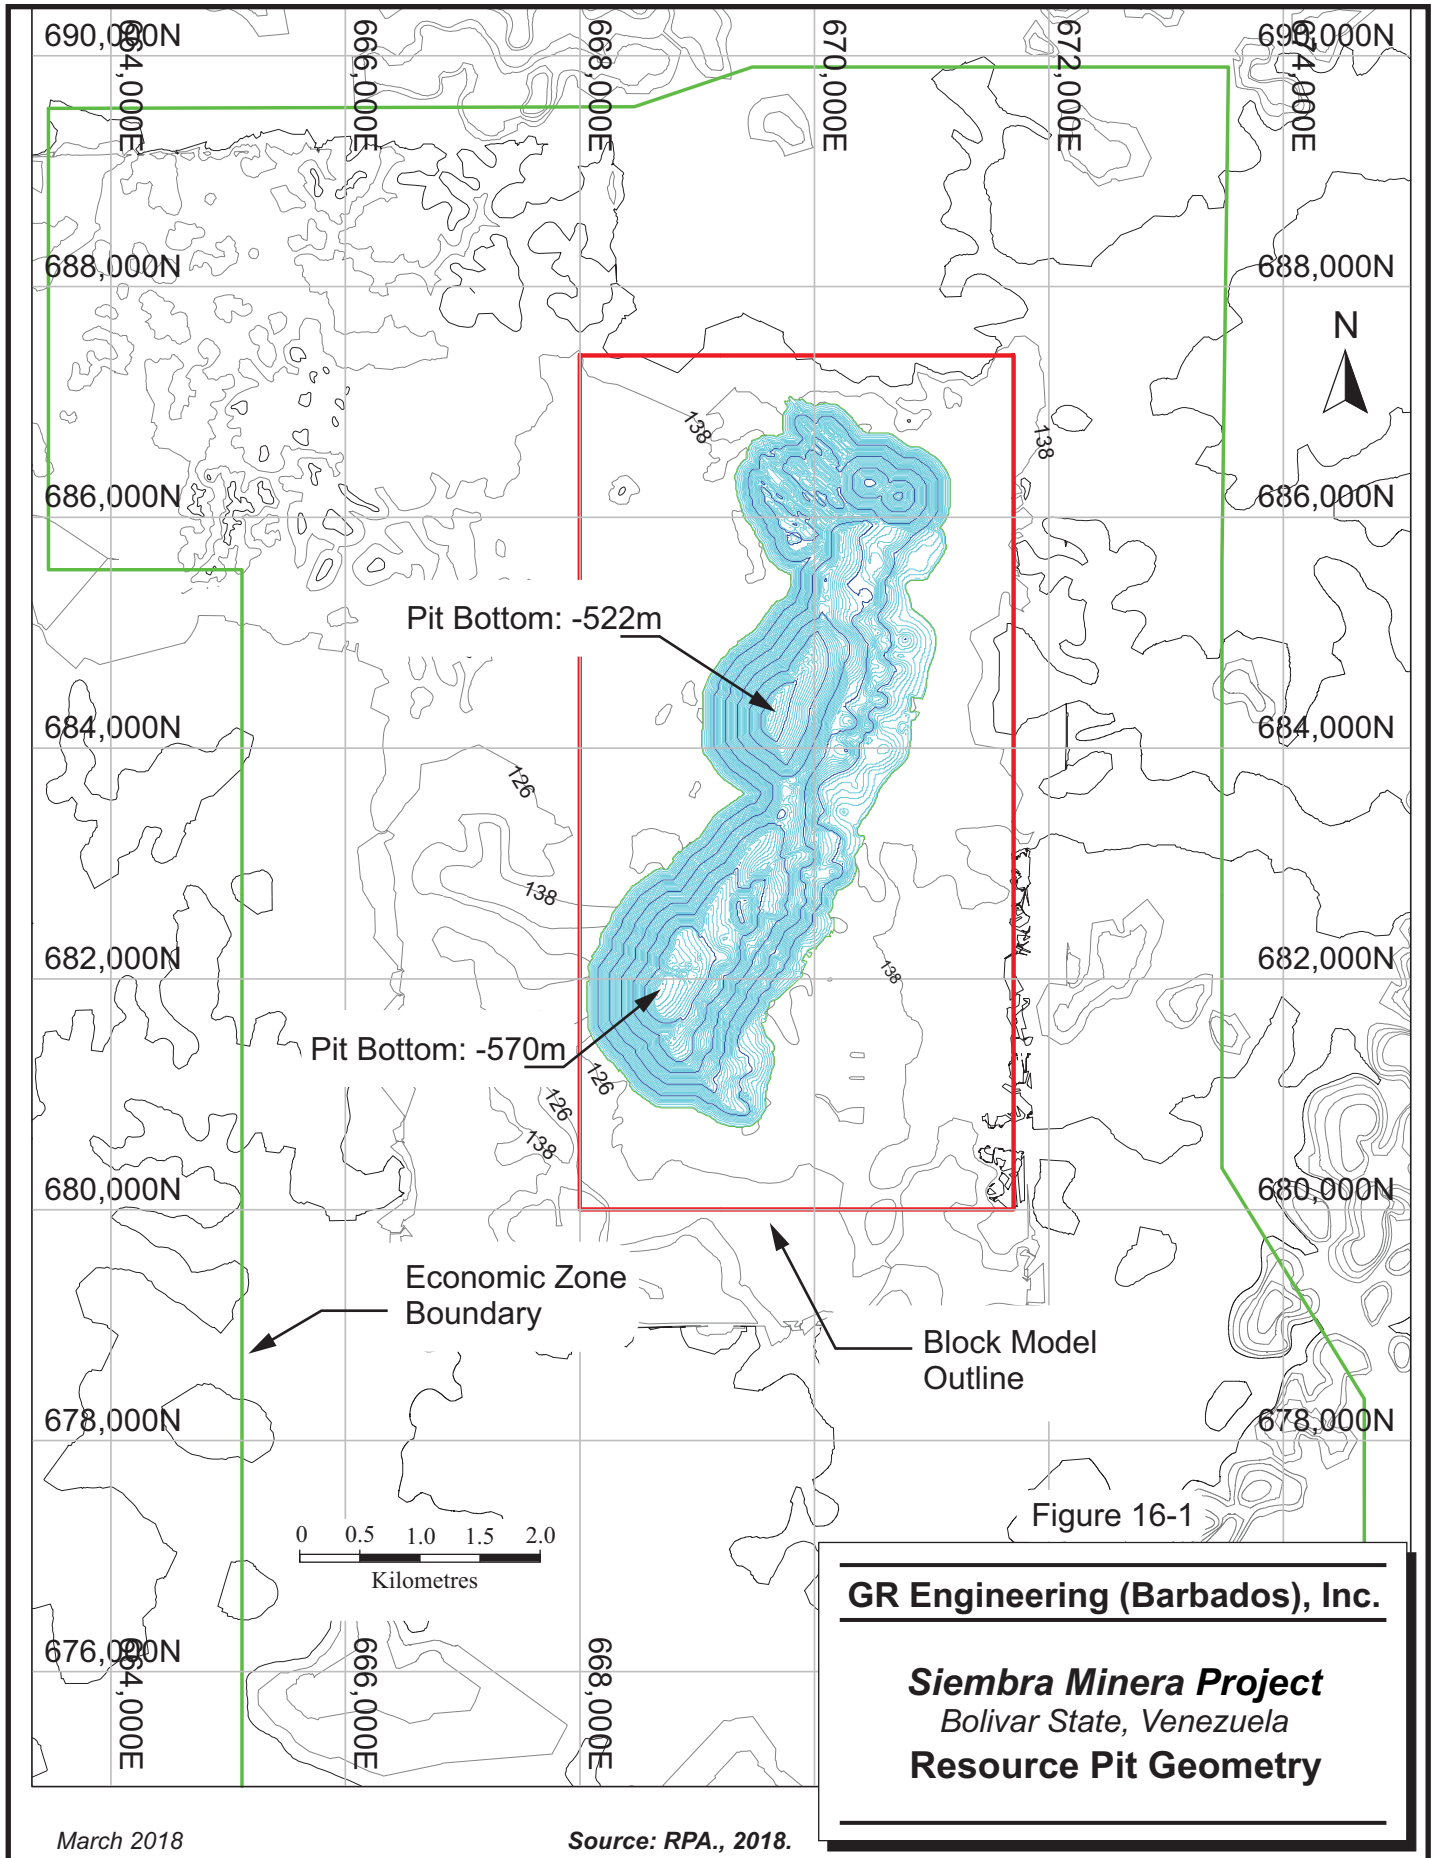 690,000N
690,000N
664,000E
666,000E
668,000E
670,000E
672,000E
674,000E
688,000N
688,000N
N
138
138
686,000N
686,000N
Pit Bottom: -522m
684,000N
684,000N
126
138
682,000N
682,000N
138
Pit Bottom: -570m
126
126
138
680,000N
680,000N
Economic Zone
Boundary
Block Model
Outline
678,000N
678,000N
Figure 16-1
0 0.5 1.0 1.5 2.0
Kilometres
GR Engineering (Barbados), Inc.
676,000N
664,000E
666,000E
668,000E
Siembra Minera Project
Bolivar State, Venezuela
Resource Pit Geometry
March 2018
Source: RPA., 2018.